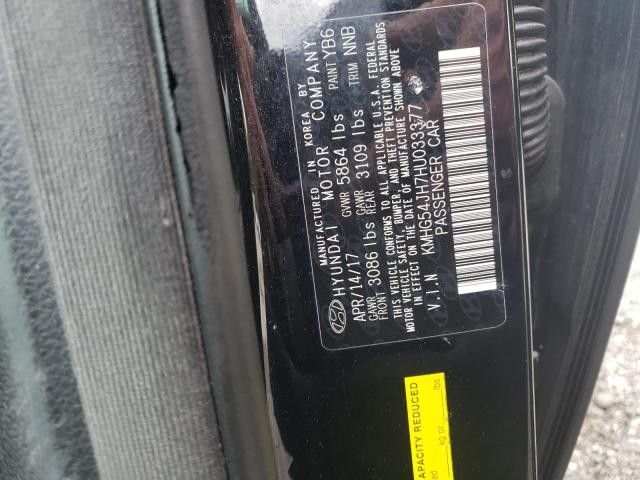 MANUFACTURED IN KOREA BY
HYUNDAI MOTOR COMPANY
APR/14/17 GVWR 5864 lbs PAINT YB6
GAWR FRONT 3086 lbs GAWR REAR 3109 lbs TRIM NNB
THIS VEHICLE CONFORMS TO ALL APPLICABLE U.S.A. FEDERAL
MOTOR VEHICLE SAFETY, BUMPER, AND THEFT PREVENTION STANDARDS
IN EFFECT ON THE DATE OF MANUFACTURE SHOWN ABOVE
V.I.N KMHG54JH7HU033377
PASSENGER CAR
APACITY REDUCED
kg or lbs